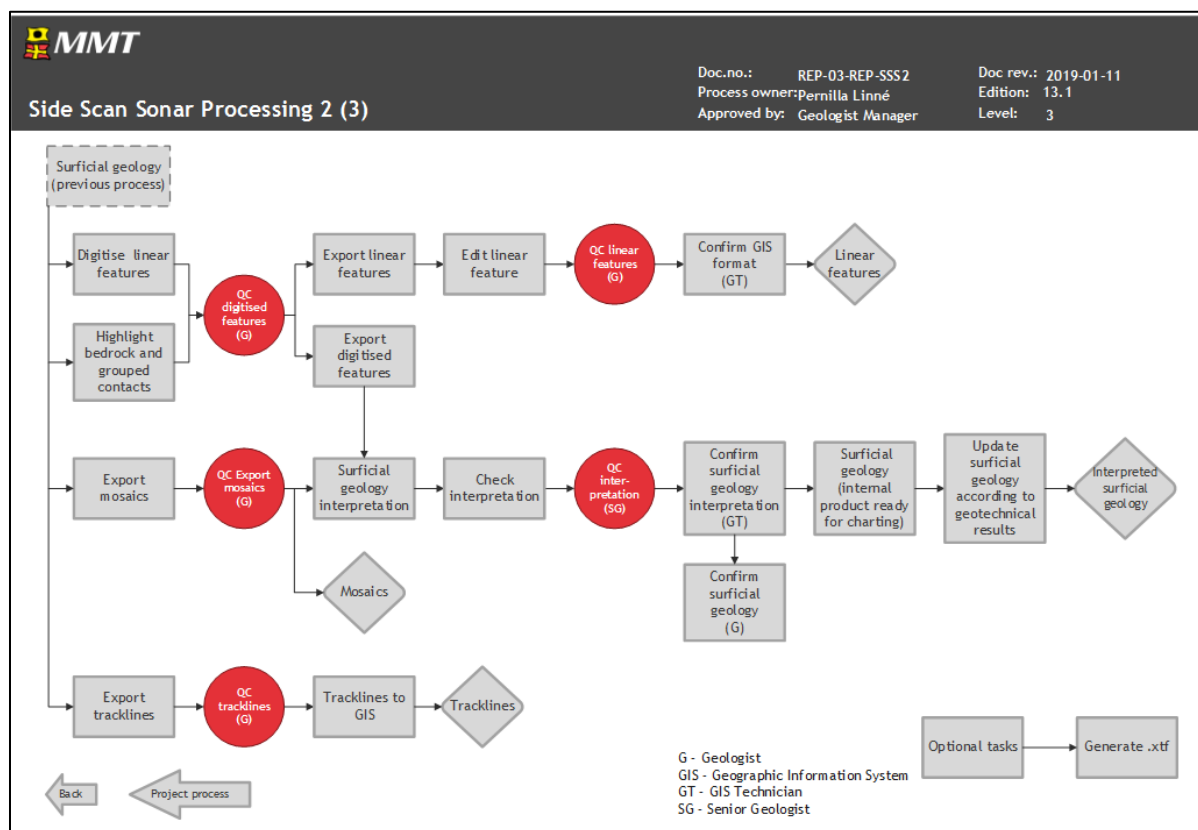 MMT
Side Scan Sonar Processing 2 (3)
Doc.no.: REP-03-REP-SSS2
Process owner: Pernilla Linné
Approved by: Geologist Manager
Doc rev.: 2019-01-11
Edition: 13.1
Level: 3
Surficial geology
(previous process)
Digitise linear
features
QC
digitised
features
(G)
Export linear
features
Edit linear
feature
QC linear
features
(G)
Confirm GIS
format
(GT)
Linear
features
Highlight
bedrock and
grouped
contacts
Export
digitised
features
Export
mosaics
QC Export
mosaics
(G)
Surficial
geology
interpretation
Check
interpretation
QC
inter-
pretation
(SG)
Confirm
surficial
geology
interpretation
(GT)
Surficial
geology
(internal
product ready
for charting)
Update
surficial
geology
according to
geotechnical
results
Interpreted
surficial
geology
Mosaics
Confirm
surficial
geology
(G)
Export
tracklines
QC
tracklines
(G)
Tracklines to
GIS
Tracklines
Optional tasks
Generate .xtf
G - Geologist
GIS - Geographic Information System
GT - GIS Technician
SG - Senior Geologist
Back
Project process